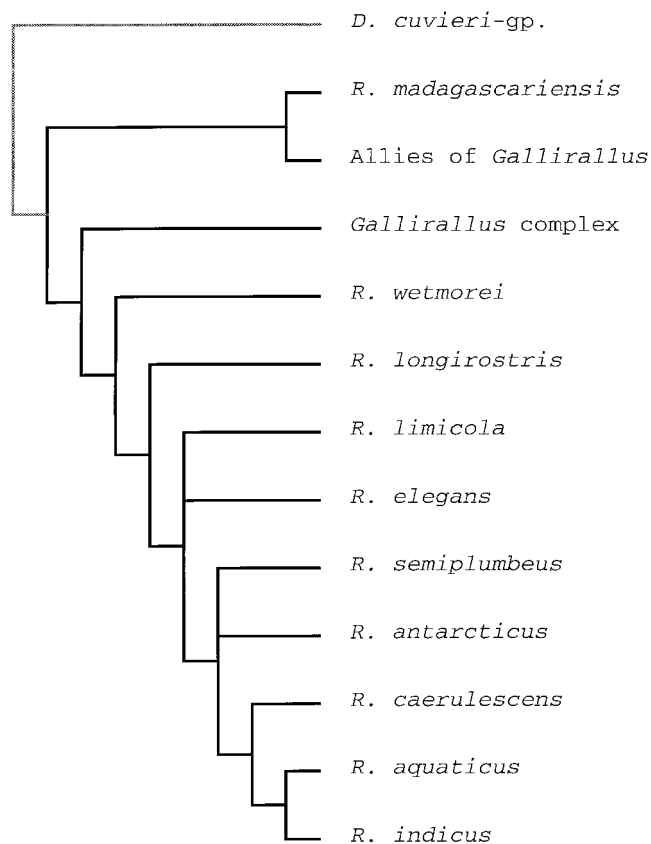 D. cuvieri-gp.
R. madagascariensis
Allies of Gallirallus
Gallirallus complex
R. wetmorei
R. longirostris
R. limicola
R. elegans
R. semiplumbeus
R. antarcticus
R. caerulescens
R. aquaticus
R. indicus